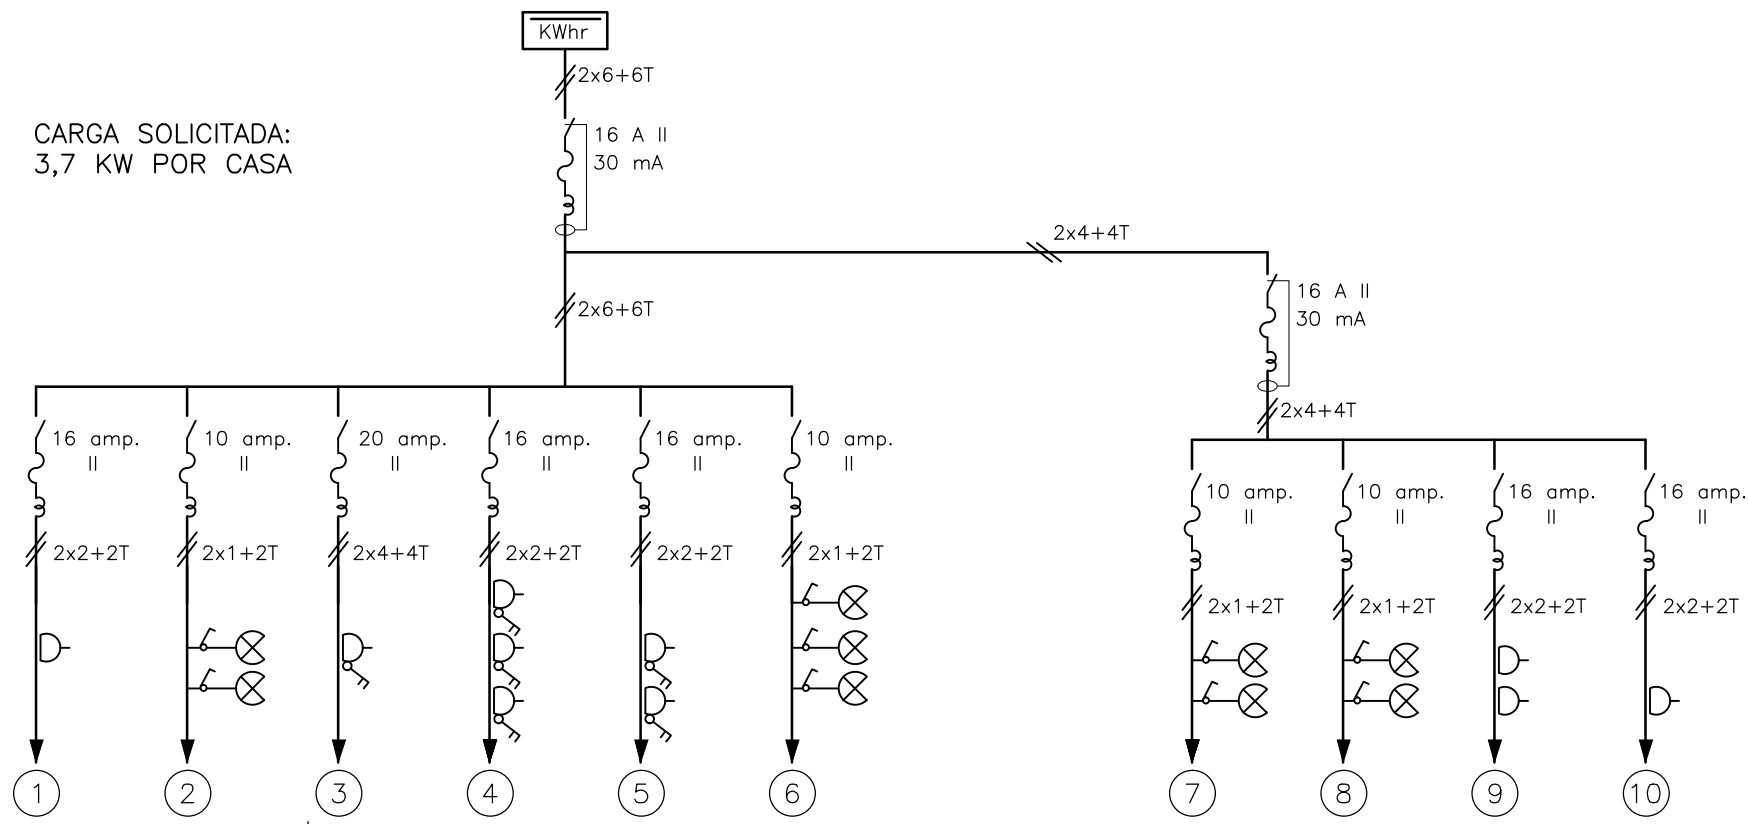 KWhr
2x6+6T
CARGA SOLICITADA:
3,7 KW POR CASA
16 A II
30 mA
2x4+4T
16 A II
30 mA
2x6+6T
2x4+4T
16 amp.
II
10 amp.
II
20 amp.
II
16 amp.
II
16 amp.
II
10 amp.
II
10 amp.
II
10 amp.
II
16 amp.
II
16 amp.
II
2x2+2T
2x1+2T
2x4+4T
2x2+2T
2x2+2T
2x1+2T
2x1+2T
2x1+2T
2x2+2T
2x2+2T
1
2
3
4
5
6
7
8
9
10